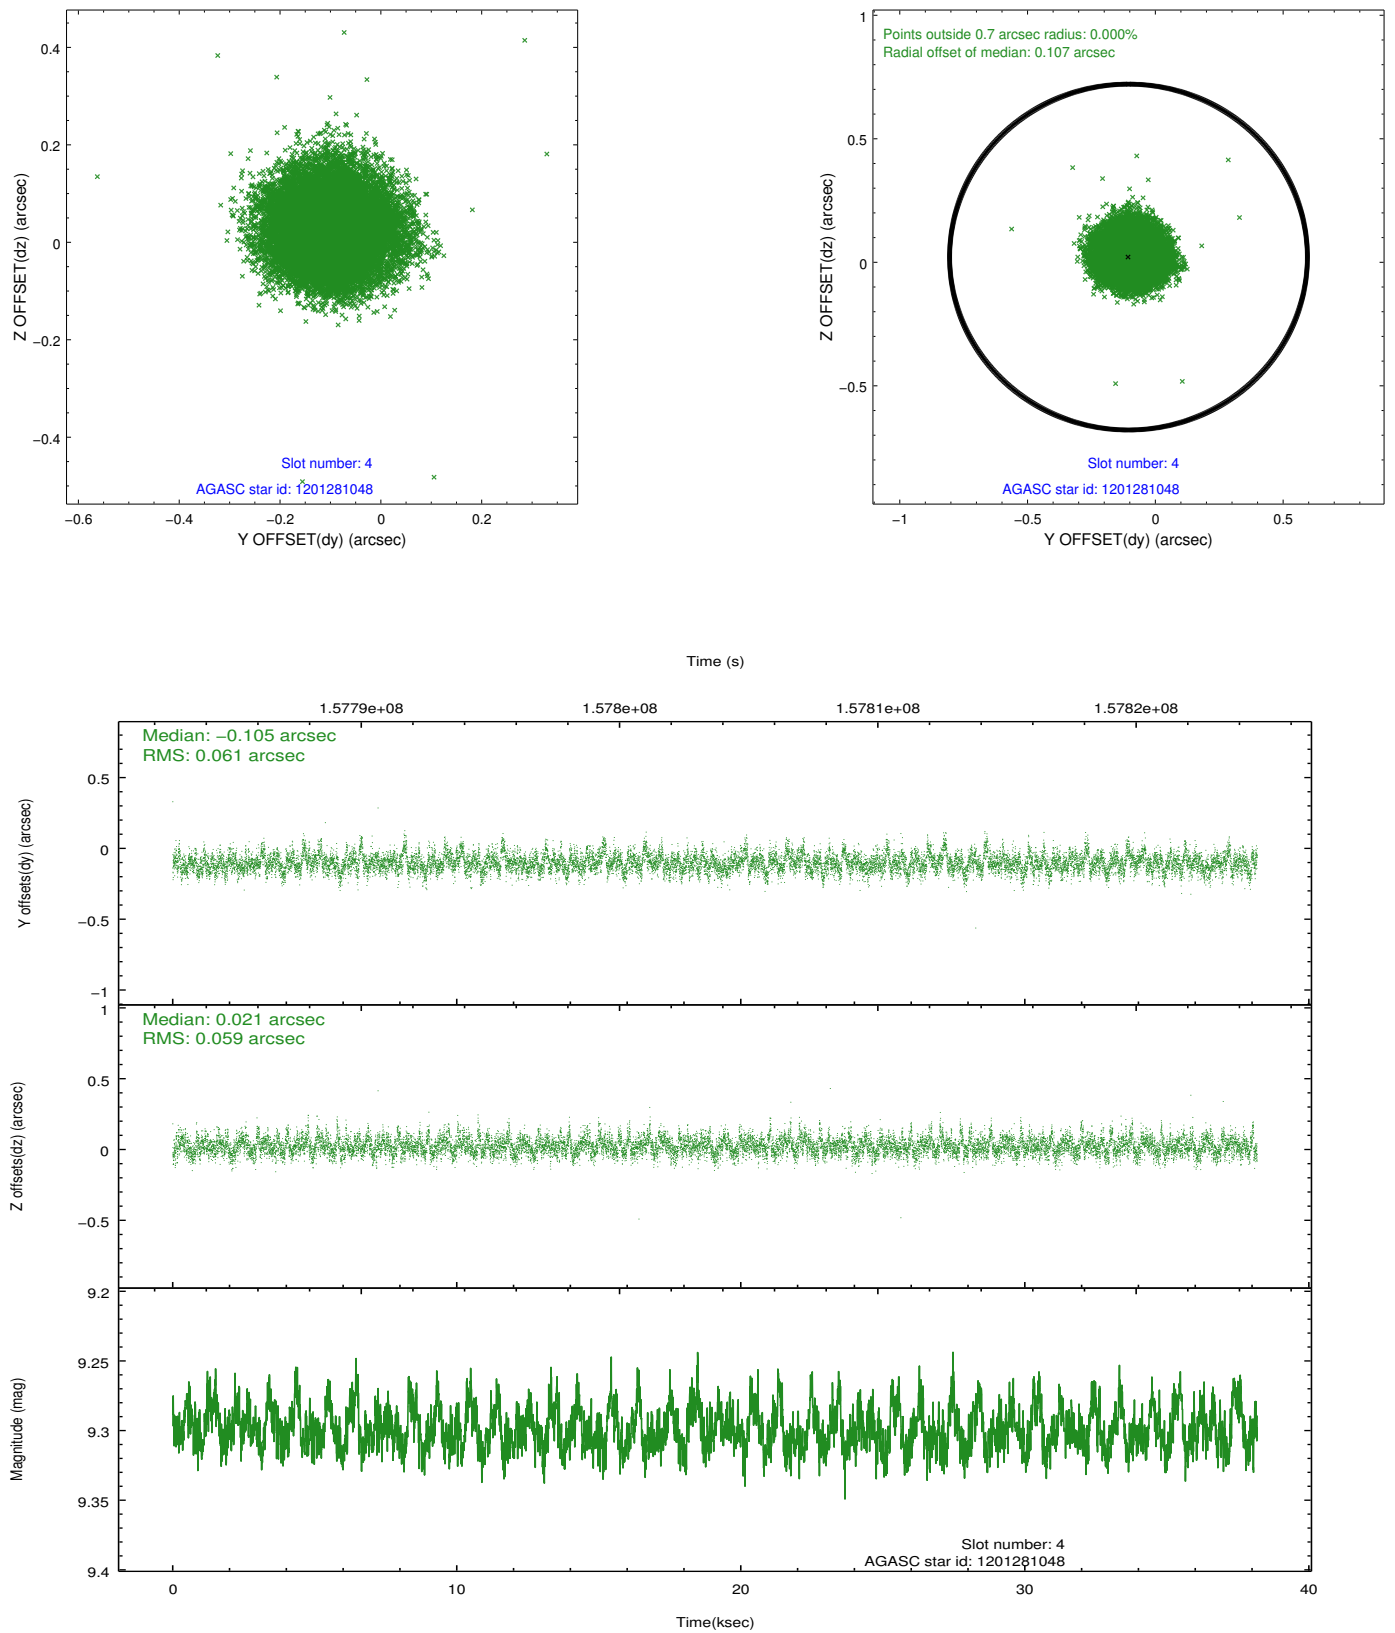 0.4
0.2
0
−0.2
−0.4
Z OFFSET(dz) (arcsec)
Slot number: 4
AGASC star id: 1201281048
−0.6
−0.4
−0.2
0
0.2
Y OFFSET(dy) (arcsec)
1
0.5
0
−0.5
Z OFFSET(dz) (arcsec)
Points outside 0.7 arcsec radius: 0.000%
Radial offset of median: 0.107 arcsec
Slot number: 4
AGASC star id: 1201281048
−1
−0.5
0
0.5
Y OFFSET(dy) (arcsec)
Time (s)
1.5779e+08
1.578e+08
1.5781e+08
1.5782e+08
Median: −0.105 arcsec
RMS: 0.061 arcsec
0.5
0
−0.5
−1
Y offsets(dy) (arcsec)
Median: 0.021 arcsec
RMS: 0.059 arcsec
1
0.5
0
−0.5
Z offsets(dz) (arcsec)
9.2
9.25
9.3
9.35
9.4
Magnitude (mag)
Slot number: 4
AGASC star id: 1201281048
0
10
20
30
40
Time(ksec)